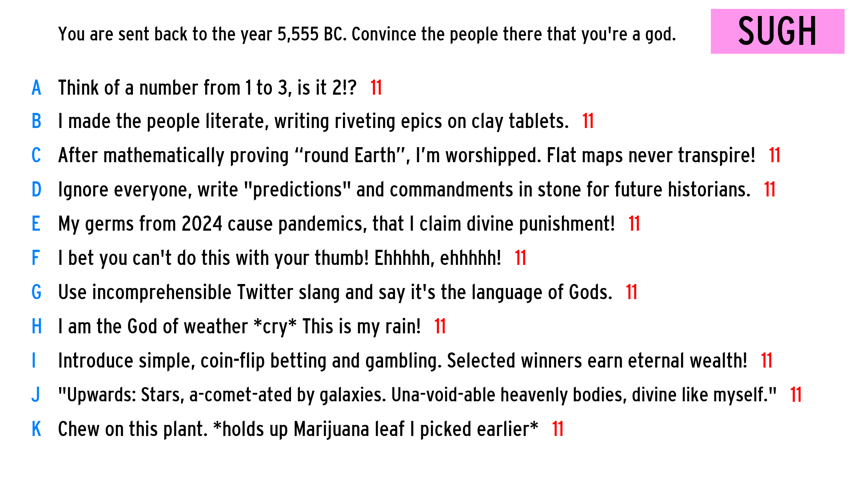 You are sent back to the year 5,555 BC. Convince the people there that you're a god.
SUGH
A Think of a number from 1 to 3, is it 2!? 11
B I made the people literate, writing riveting epics on clay tablets. 11
C After mathematically proving “round Earth”, I’m worshipped. Flat maps never transpire! 11
D Ignore everyone, write "predictions" and commandments in stone for future historians. 11
E My germs from 2024 cause pandemics, that I claim divine punishment! 11
F I bet you can't do this with your thumb! Ehhhhh, ehhhhh! 11
G Use incomprehensible Twitter slang and say it's the language of Gods. 11
H I am the God of weather *cry* This is my rain! 11
I Introduce simple, coin-flip betting and gambling. Selected winners earn eternal wealth! 11
J "Upwards: Stars, a-comet-ated by galaxies. Una-void-able heavenly bodies, divine like myself." 11
K Chew on this plant. *holds up Marijuana leaf I picked earlier* 11